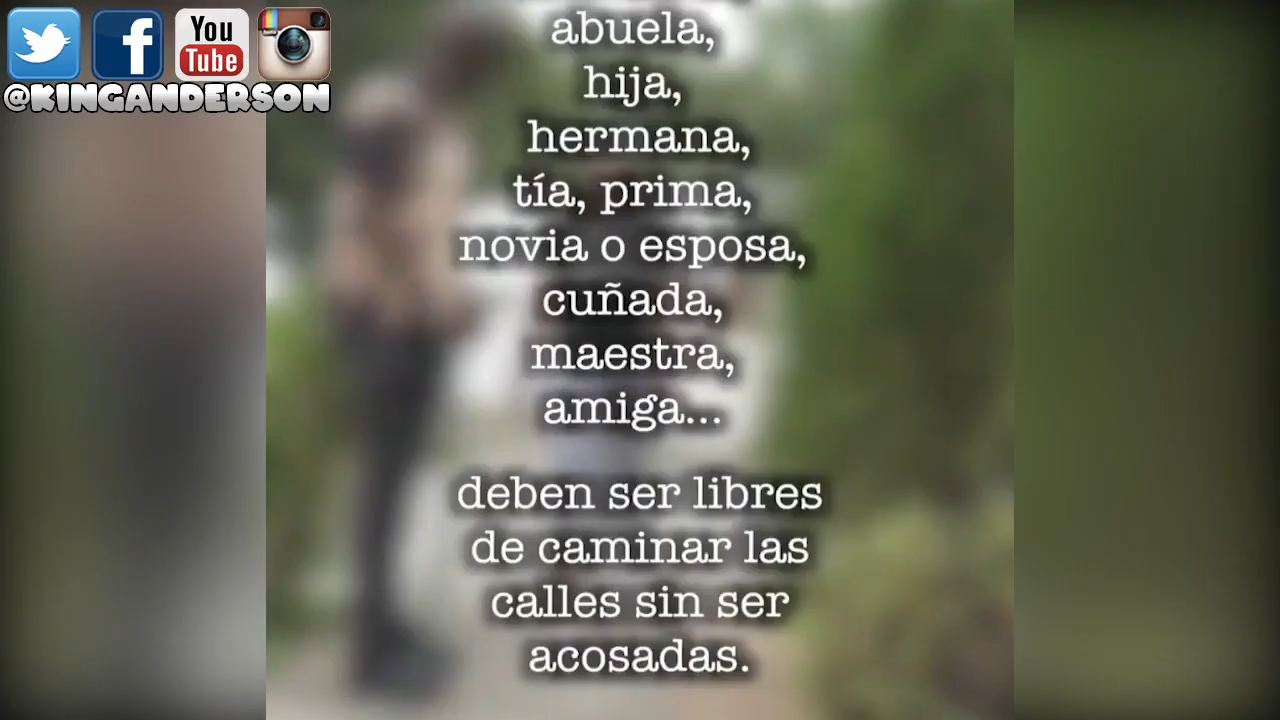 You
Tube
@KINGANDERSON
abuela,
hija,
hermana,
tía, prima,
novia o esposa,
cuñada,
maestra,
amiga...
deben ser libres
de caminar las
calles sin ser
acosadas.